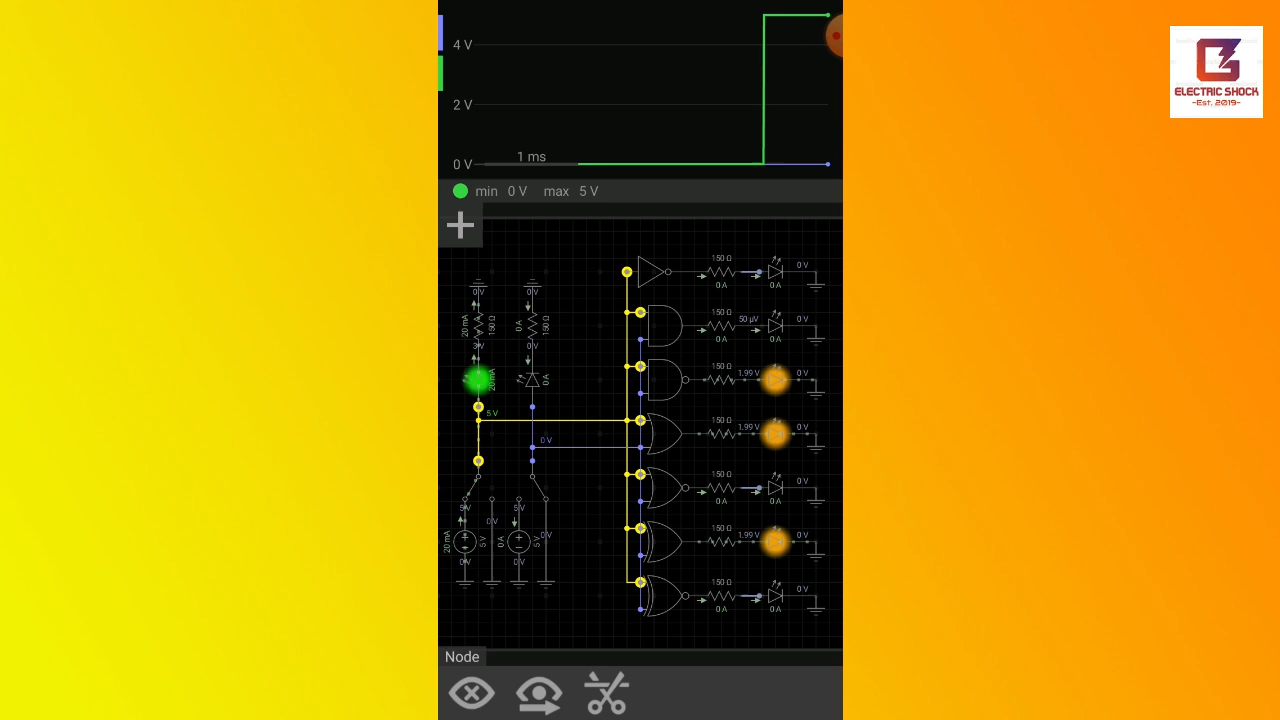 4 V
2 V
0 V
1 ms
min 0 V max 5 V
ELECTRIC SHOCK
-Est. 2019-
0 V 0 V
20 mA 150 Ω 0 A 150 Ω
3 V 0 V
20 mA 0 A
5 V
0 V
5 V 5 V
0 V 0 V
20 mA 5 V 0 A 5 V
0 V 0 V
150 Ω 0 V
0 A 0 A
150 Ω 50 µV 0 V
0 A 0 A
150 Ω 1.99 V 0 V
150 Ω 1.99 V 0 V
150 Ω 0 V
0 A 0 A
150 Ω 1.99 V 0 V
150 Ω 0 V
0 A 0 A
Node